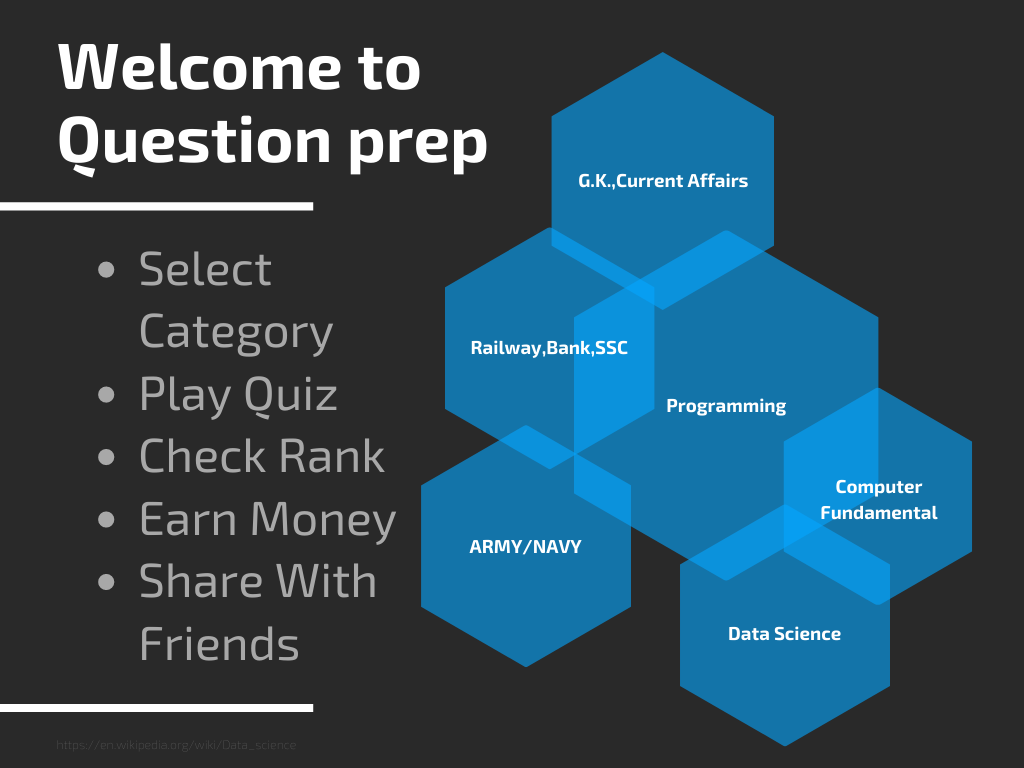 Welcome to
Question prep
• Select
Category
• Play Quiz
• Check Rank
• Earn Money
• Share With
Friends
G.K.,Current Affairs
Railway,Bank,SSC
Programming
Computer
Fundamental
ARMY/NAVY
Data Science
https://en.wikipedia.org/wiki/Data_science